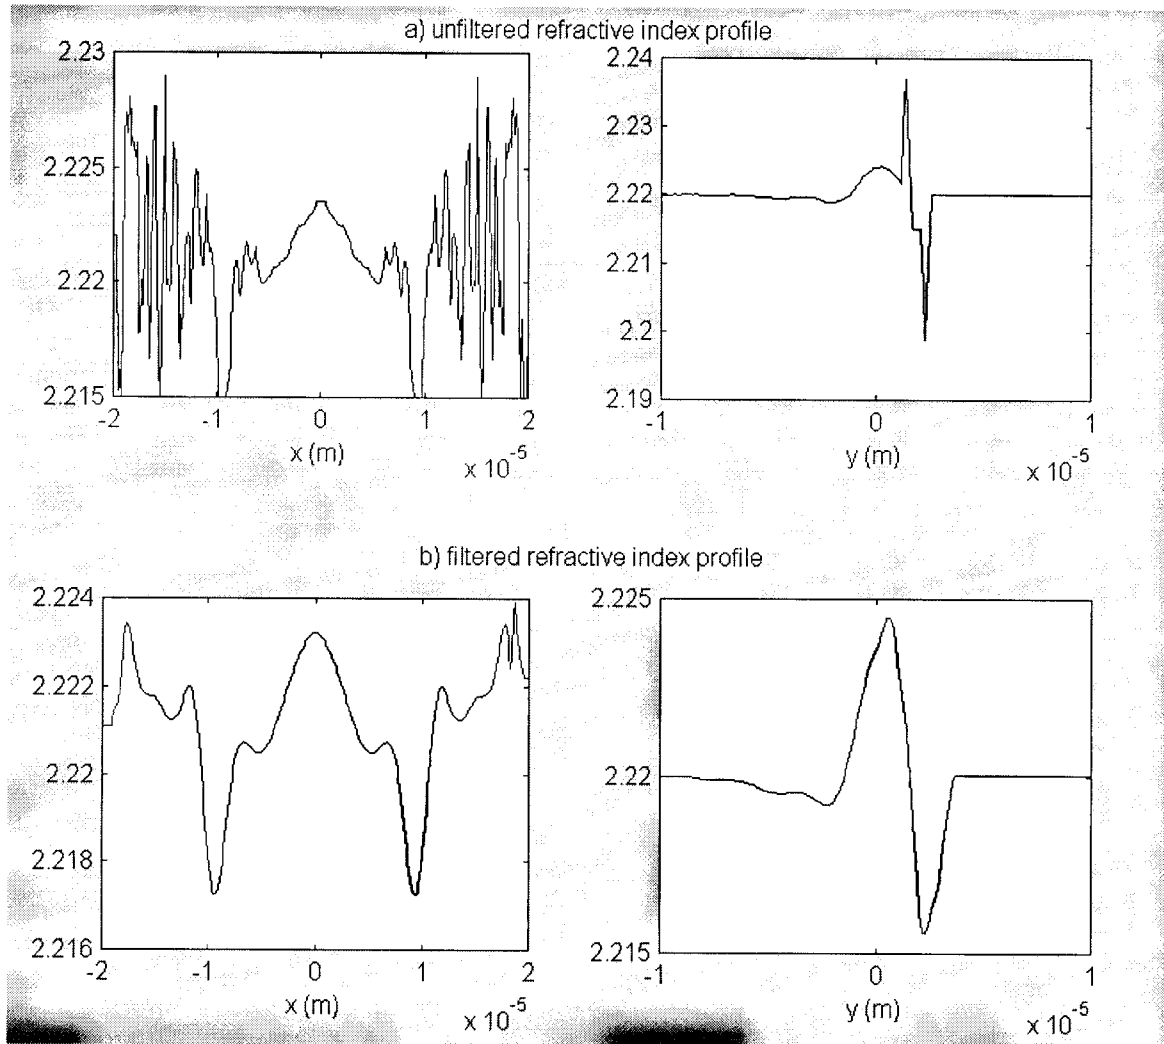 a) unfiltered refractive index profile
2.23
2.225
2.22
2.215
-2 -1 0 1 2
x (m)
x 10-5
2.24
2.23
2.22
2.21
2.2
2.19
-1 0 1
y (m)
x 10-5
b) filtered refractive index profile
2.224
2.222
2.22
2.218
2.216
-2 -1 0 1 2
x (m)
x 10-5
2.225
2.22
2.215
-1 0 1
y (m)
x 10-5